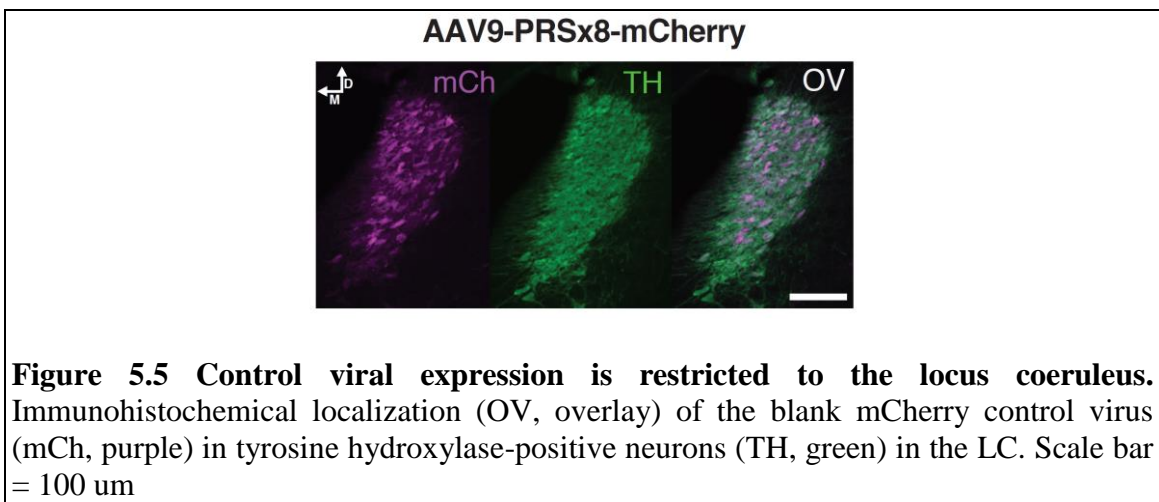 AAV9-PRSx8-mCherry
D
M
mCh
TH
OV
Figure 5.5 Control viral expression is restricted to the locus coeruleus.
Immunohistochemical localization (OV, overlay) of the blank mCherry control virus
(mCh, purple) in tyrosine hydroxylase-positive neurons (TH, green) in the LC. Scale bar
= 100 um